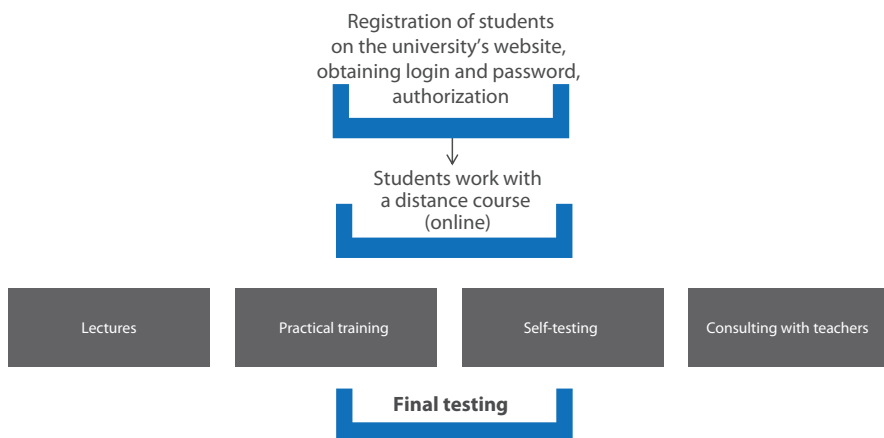 Registration of students
on the university's website,
obtaining login and password,
authorization
Students work with
a distance course
(online)
Lectures
Practical training
Self-testing
Consulting with teachers
Final testing